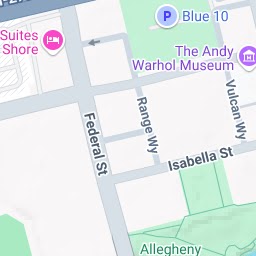 Blue 10
Suites
Shore
The Andy
Warhol Museum
Range Wy
Vulcan Wy
Federal St
Isabella St
Allegheny